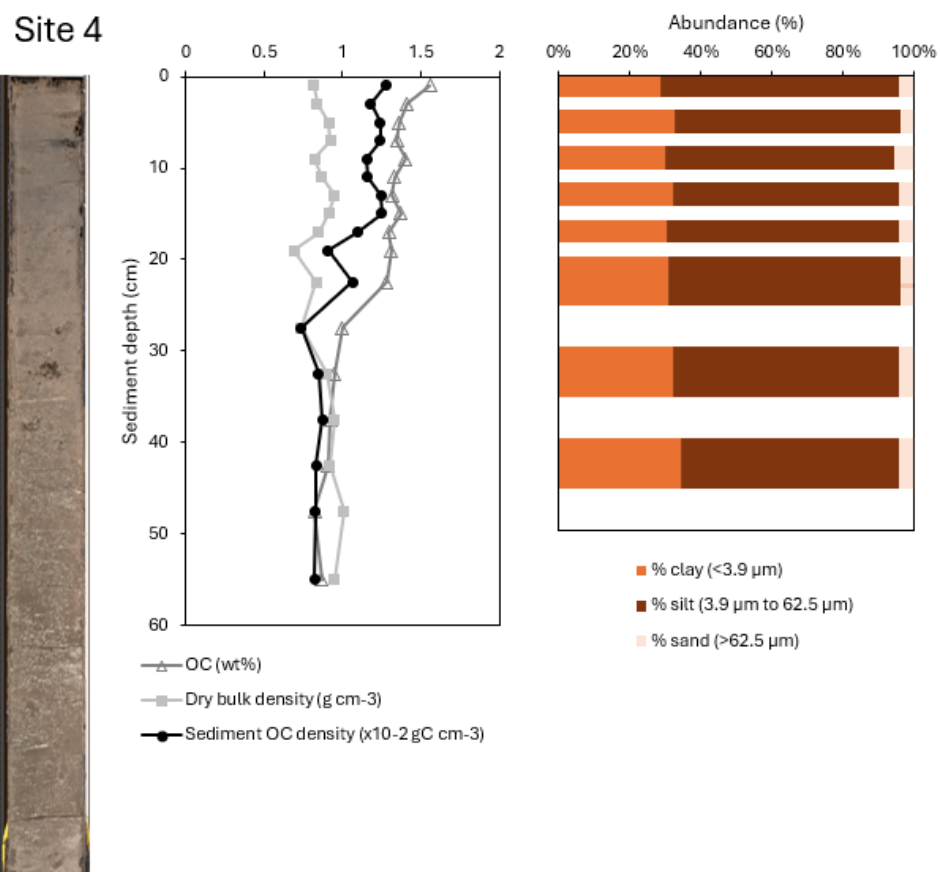 Site 4
0 0.5 1 1.5 2
0
10
20
30
40
50
60
Sediment depth (cm)
OC (wt%)
Dry bulk density (g cm-3)
Sediment OC density (x10-2 gC cm-3)
Abundance (%)
0% 20% 40% 60% 80% 100%
% clay (<3.9 µm)
% silt (3.9 µm to 62.5 µm)
% sand (>62.5 µm)